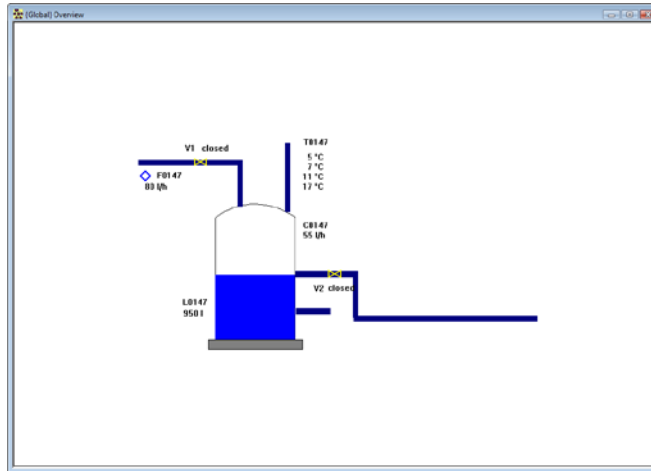 (Global) Overview
V1 closed
T0147
5 °C
7 °C
11 °C
17 °C
F0147
80 l/h
C0147
55 l/h
V2 closed
L0147
950 l